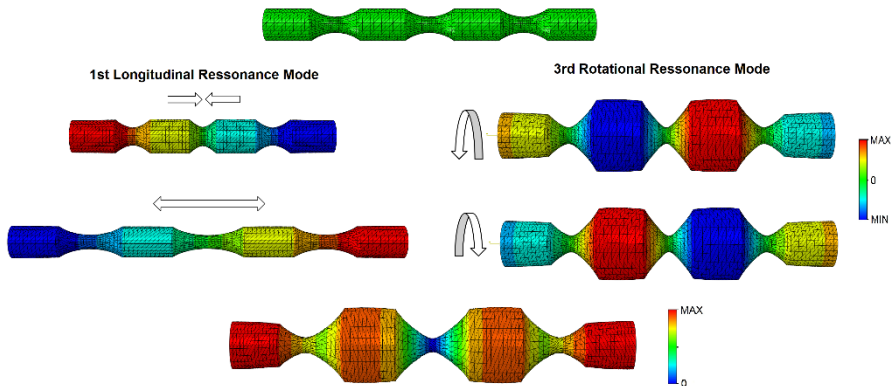 1st Longitudinal Ressonance Mode
3rd Rotational Ressonance Mode
MAX
0
MIN
MAX
0